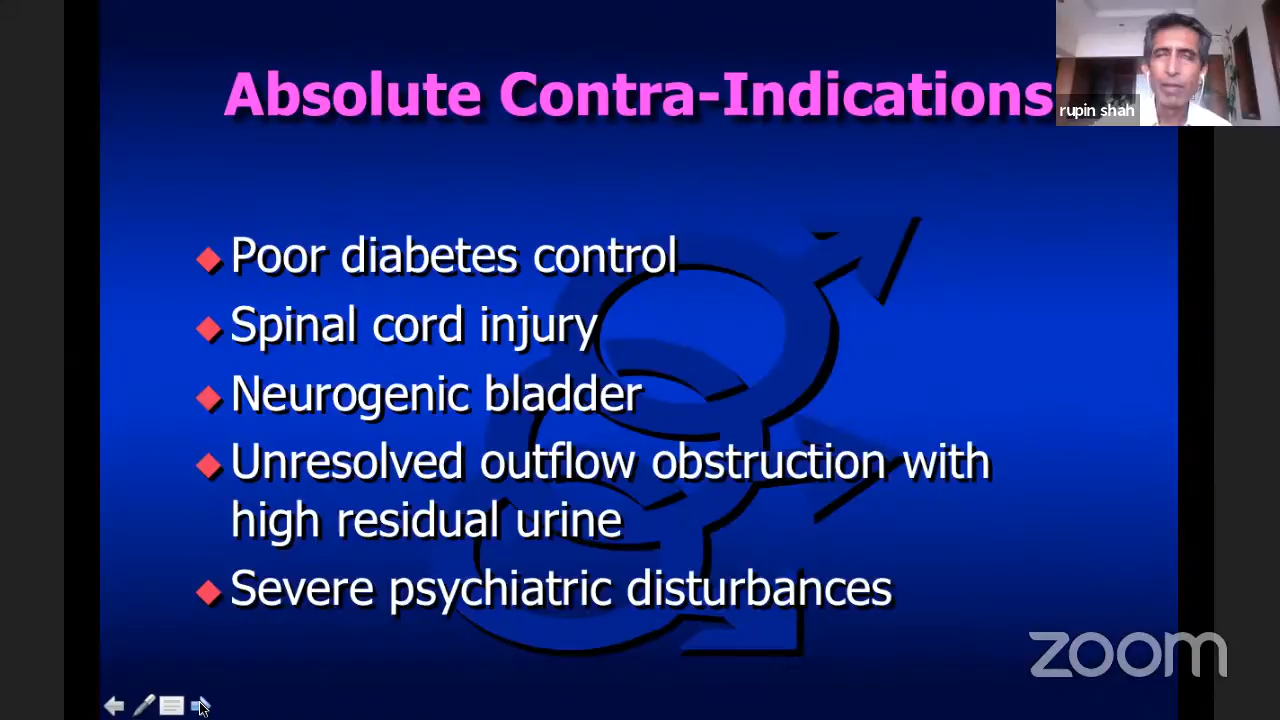 Absolute Contra-Indications
rupin shah
Poor diabetes control
Spinal cord injury
Neurogenic bladder
Unresolved outflow obstruction with
high residual urine
Severe psychiatric disturbances
zoom